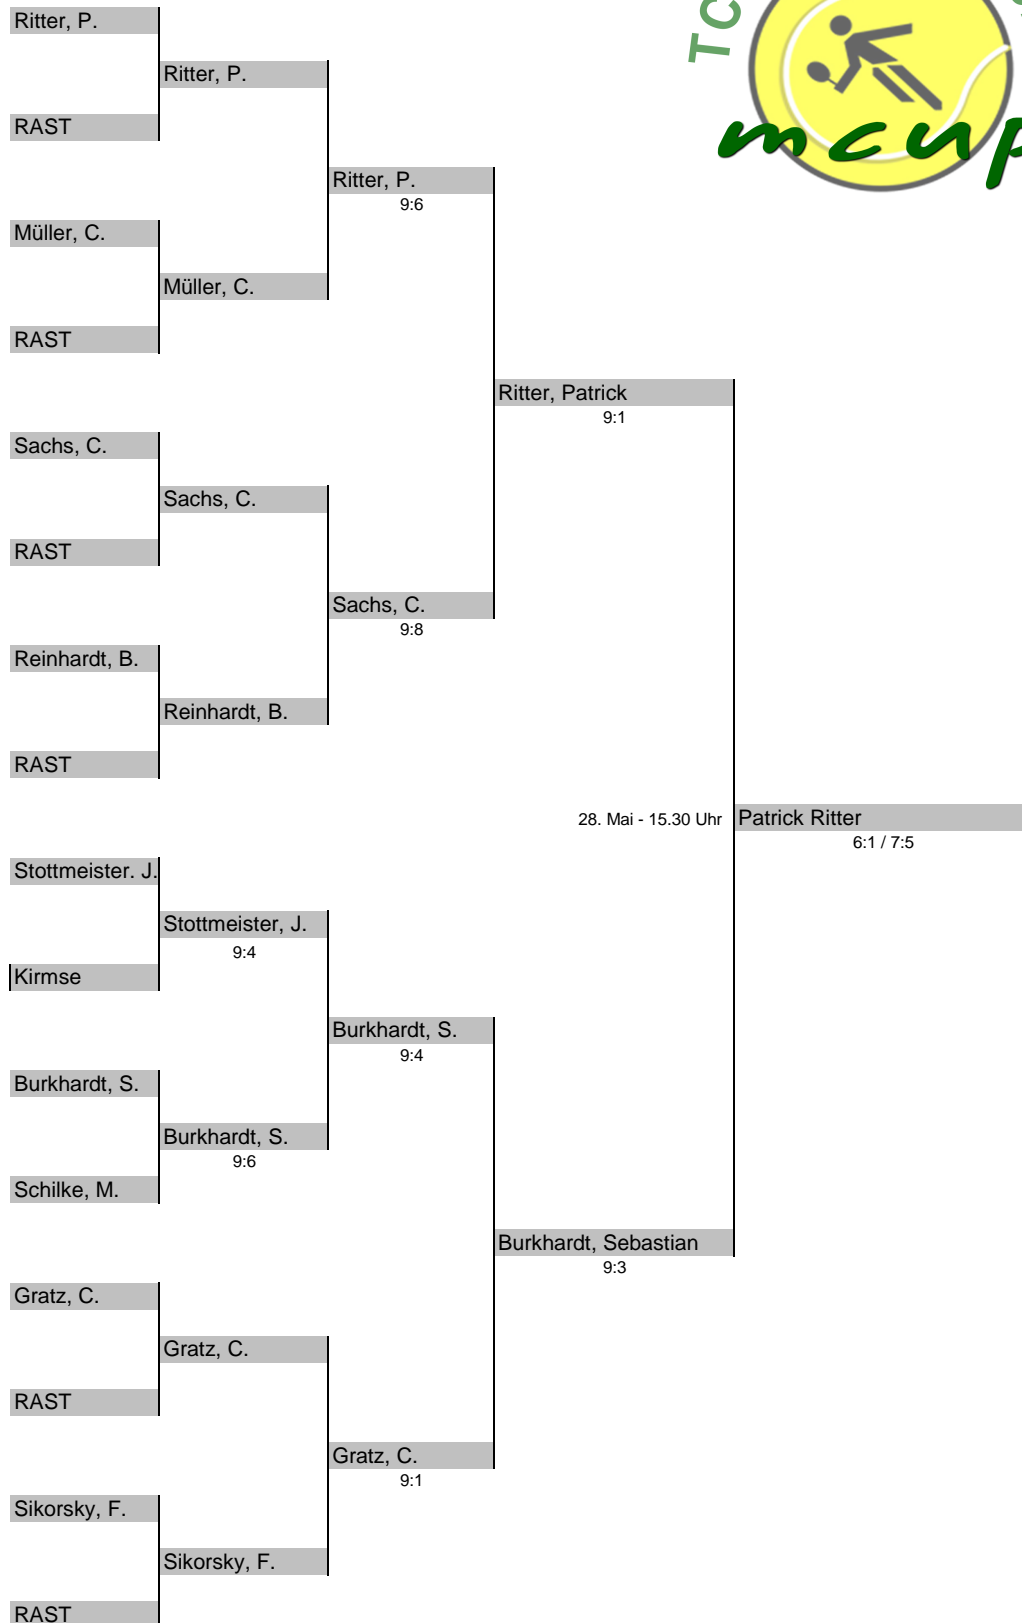 TC
mcup
Ritter, P.
Ritter, P.
RAST
Ritter, P.
9:6
Müller, C.
Müller, C.
RAST
Ritter, Patrick
9:1
Sachs, C.
Sachs, C.
RAST
Sachs, C.
9:8
Reinhardt, B.
Reinhardt, B.
RAST
28. Mai - 15.30 Uhr
Patrick Ritter
6:1 / 7:5
Stottmeister. J.
Stottmeister, J.
9:4
Kirmse
Burkhardt, S.
9:4
Burkhardt, S.
Burkhardt, S.
9:6
Schilke, M.
Burkhardt, Sebastian
9:3
Gratz, C.
Gratz, C.
RAST
Gratz, C.
9:1
Sikorsky, F.
Sikorsky, F.
RAST